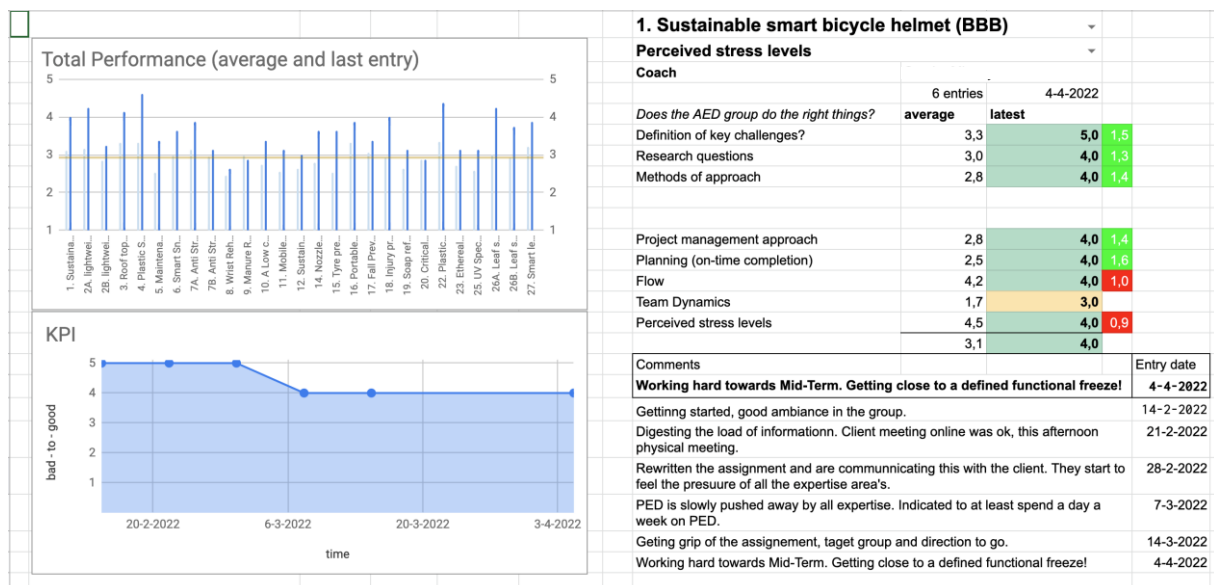 Total Performance (average and last entry)
5 5
4 4
3 3
2 2
1 1
1. Sustaina...
2A. lightwei...
2B. lightwei...
3. Roof top...
4. Plastic S...
5. Maintena...
6. Smart Sn...
7A. Anti Str...
7B. Anti Str...
8. Wrist Reh...
9. Manure R...
10. A Low c...
11. Mobile...
12. Sustain...
14. Nozzle...
15. Tyre pre...
16. Portable...
17. Fall Prev...
18. Injury pr...
19. Soap ref...
20. Critical...
22. Plastic...
23. Ethereal...
25. UV Spec...
26A. Leaf s...
26B. Leaf s...
27. Smart le...
KPI
bad - to - good
5
4
3
2
1
20-2-2022 6-3-2022 20-3-2022 3-4-2022
time
1. Sustainable smart bicycle helmet (BBB)
Perceived stress levels
Coach
6 entries 4-4-2022
Does the AED group do the right things? average latest
Definition of key challenges? 3,3 5,0 1,5
Research questions 3,0 4,0 1,3
Methods of approach 2,8 4,0 1,4
Project management approach 2,8 4,0 1,4
Planning (on-time completion) 2,5 4,0 1,6
Flow 4,2 4,0 1,0
Team Dynamics 1,7 3,0
Perceived stress levels 4,5 4,0 0,9
3,1 4,0
Comments Entry date
Working hard towards Mid-Term. Getting close to a defined functional freeze! 4-4-2022
Gettinng started, good ambiance in the group. 14-2-2022
Digesting the load of informationn. Client meeting online was ok, this afternoon 21-2-2022
physical meeting.
Rewritten the assignment and are communnicating this with the client. They start to 28-2-2022
feel the presuure of all the expertise area's.
PED is slowly pushed away by all expertise. Indicated to at least spend a day a 7-3-2022
week on PED.
Geting grip of the assignement, taget group and direction to go. 14-3-2022
Working hard towards Mid-Term. Getting close to a defined functional freeze! 4-4-2022